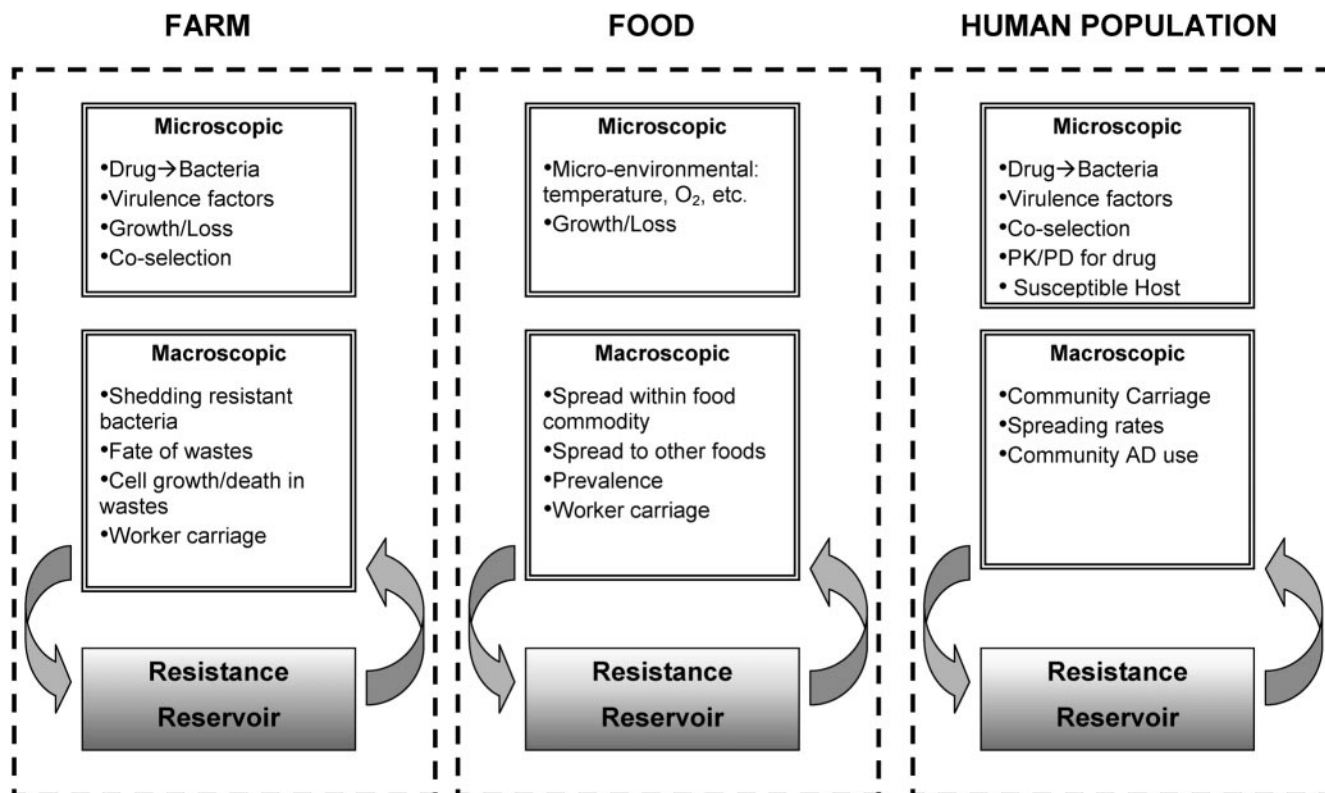 FARM
Microscopic
•Drug→Bacteria
•Virulence factors
•Growth/Loss
•Co-selection
Macroscopic
•Shedding resistant
bacteria
•Fate of wastes
•Cell growth/death in
wastes
•Worker carriage
Resistance
Reservoir
FOOD
Microscopic
•Micro-environmental:
temperature, O₂, etc.
•Growth/Loss
Macroscopic
•Spread within food
commodity
•Spread to other foods
•Prevalence
•Worker carriage
Resistance
Reservoir
HUMAN POPULATION
Microscopic
•Drug→Bacteria
•Virulence factors
•Co-selection
•PK/PD for drug
• Susceptible Host
Macroscopic
•Community Carriage
•Spreading rates
•Community AD use
Resistance
Reservoir